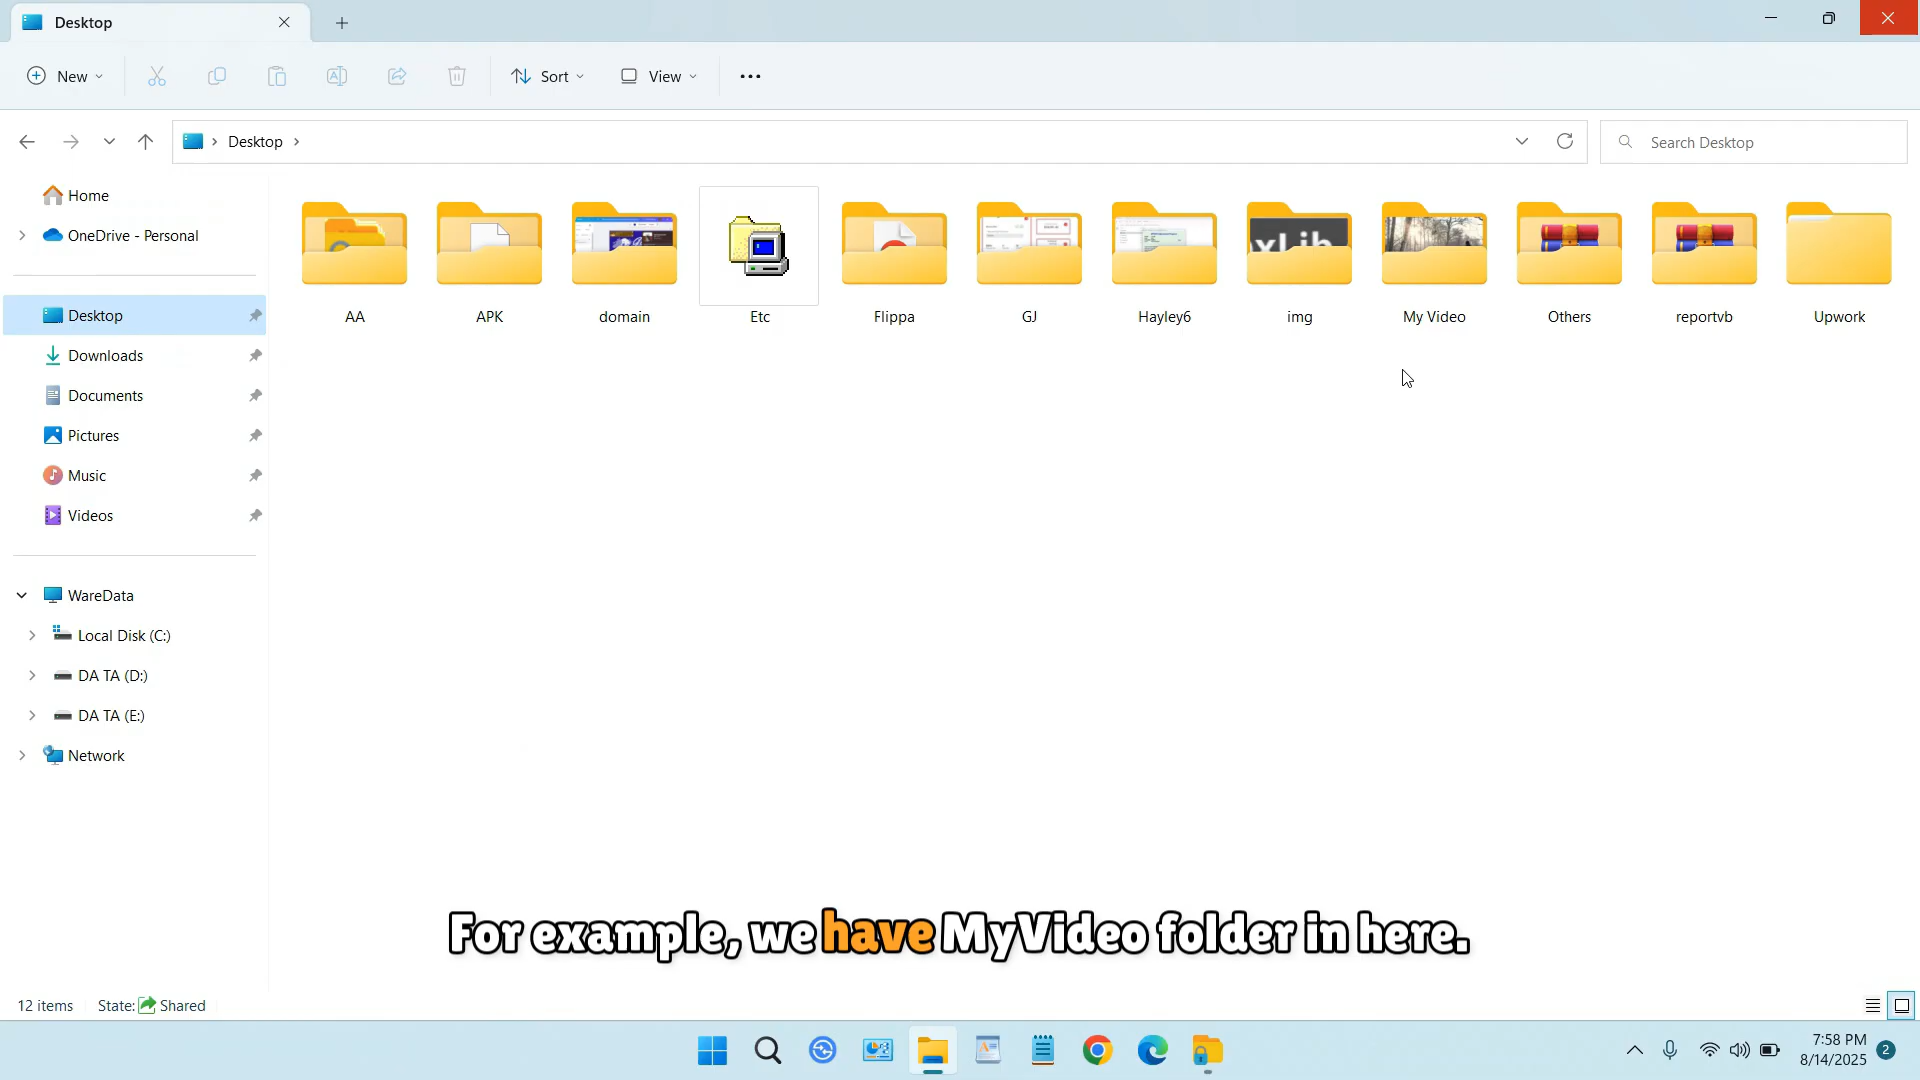 Desktop
New
Sort
View
Desktop
Search Desktop
Home
OneDrive - Personal
Desktop
Downloads
Documents
Pictures
Music
Videos
WareData
Local Disk (C:)
DA TA (D:)
DA TA (E:)
Network
xLib
AA
APK
domain
Etc
Flippa
GJ
Hayley6
img
My Video
Others
reportvb
Upwork
For example, we have MyVideo folder in here.
12 items
State: Shared
7:58 PM
8/14/2025
2